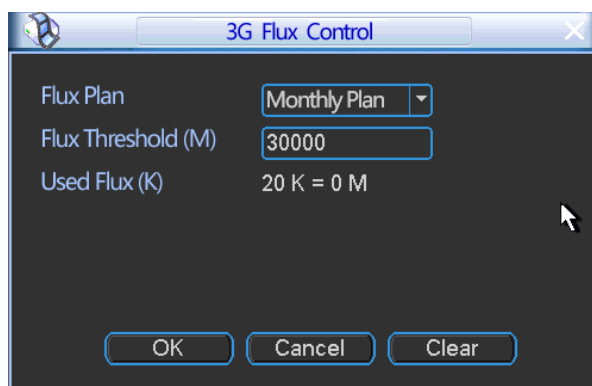 3G Flux Control
Flux Plan Monthly Plan
Flux Threshold (M) 30000
Used Flux (K) 20 K = 0 M
OK Cancel Clear